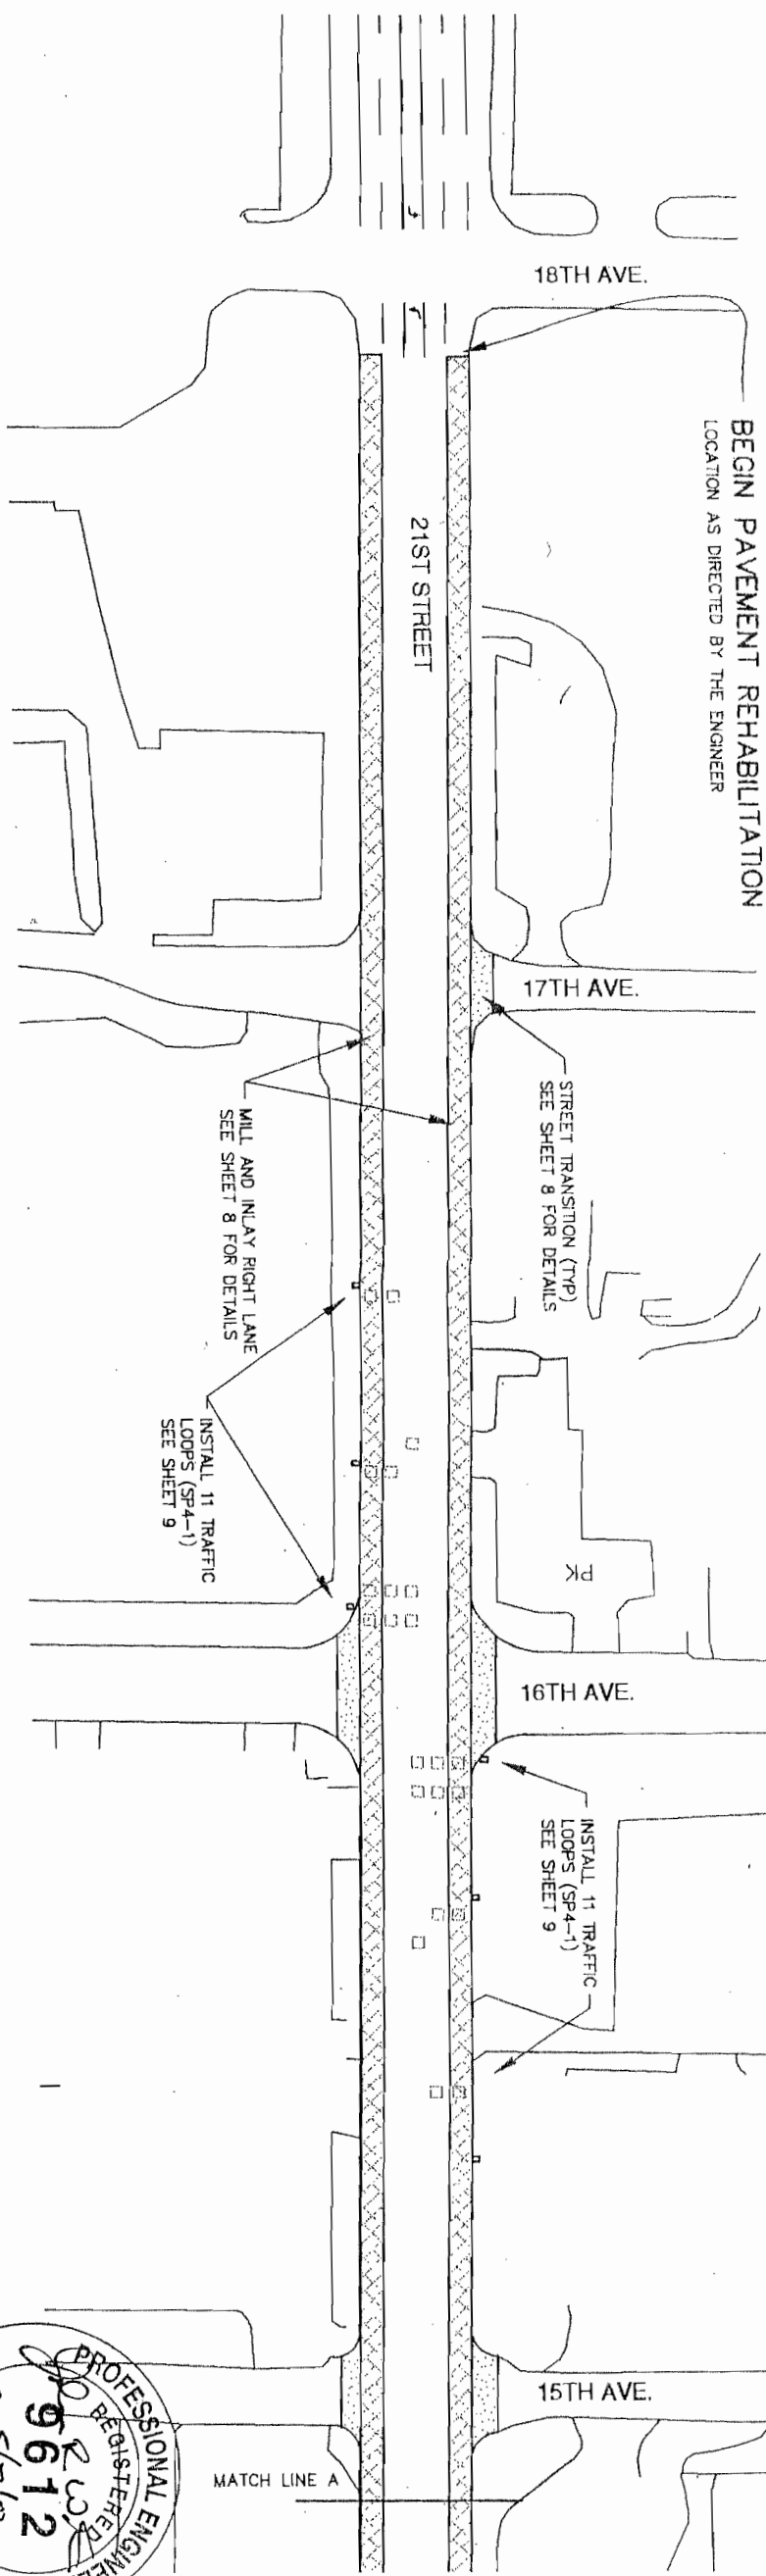 18TH AVE.
BEGIN PAVEMENT REHABILITATION
LOCATION AS DIRECTED BY THE ENGINEER
21ST STREET
17TH AVE.
STREET TRANSITION (TYP)
SEE SHEET 8 FOR DETAILS
MILL AND INLAY RIGHT LANE
SEE SHEET 8 FOR DETAILS
INSTALL 11 TRAFFIC
LOOPS (SP4-1)
SEE SHEET 9
PK
16TH AVE.
INSTALL 11 TRAFFIC
LOOPS (SP4-1)
SEE SHEET 9
15TH AVE.
MATCH LINE A
PROFESSIONAL
REGISTERED
9612